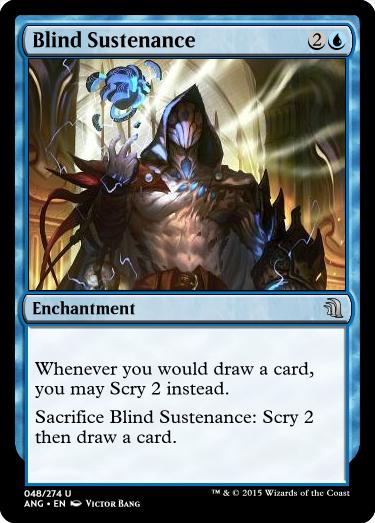 Blind Sustenance 2
Enchantment
Whenever you would draw a card,
you may Scry 2 instead.
Sacrifice Blind Sustenance: Scry 2
then draw a card.
048/274 U
ANG • EN VICTOR BANG
™ & © 2015 Wizards of the Coast